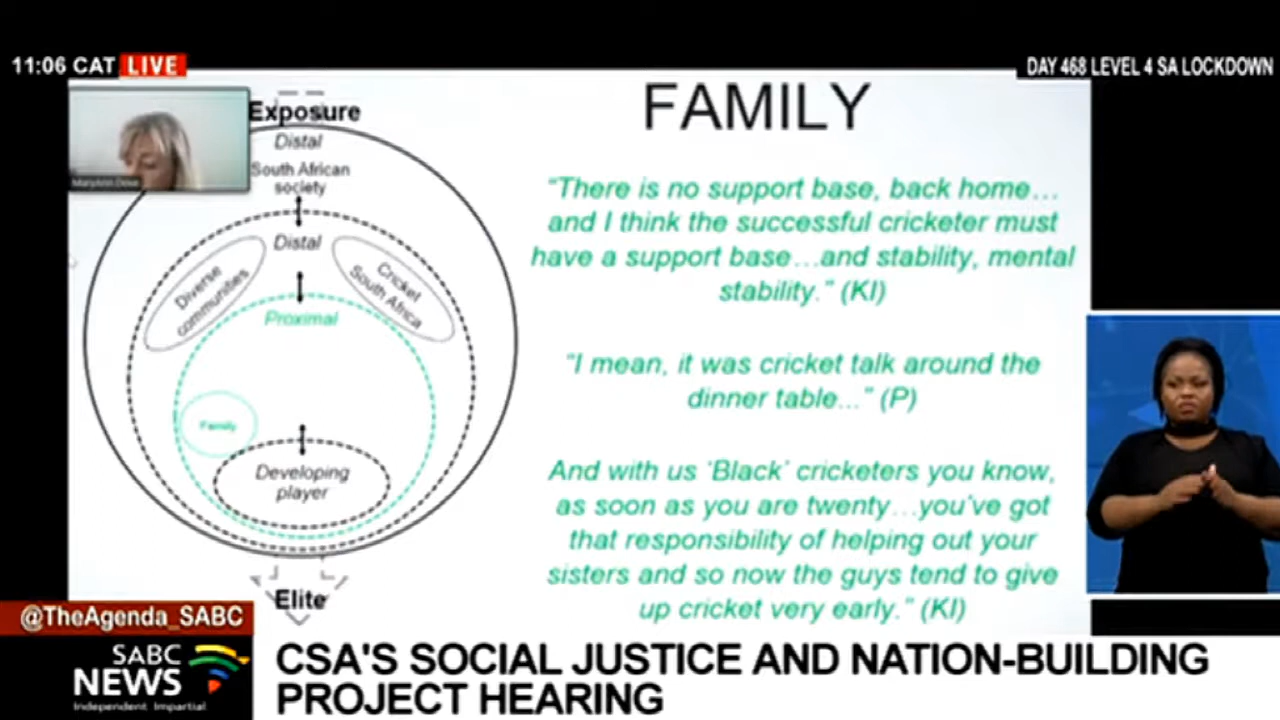 11:06 CAT LIVE
DAY 468 LEVEL 4 SA LOCKDOWN
Exposure
Distal
South African
society
Distal
Diverse
communities
Cricket
South Africa
Proximal
Family
Developing
player
Elite
FAMILY
“There is no support base, back home…
and I think the successful cricketer must
have a support base…and stability, mental
stability.” (KI)
“I mean, it was cricket talk around the
dinner table…” (P)
And with us ‘Black’ cricketers you know,
as soon as you are twenty…you’ve got
that responsibility of helping out your
sisters and so now the guys tend to give
up cricket very early.” (KI)
@TheAgenda_SABC
SABC
NEWS
Independent Impartial
CSA'S SOCIAL JUSTICE AND NATION-BUILDING
PROJECT HEARING